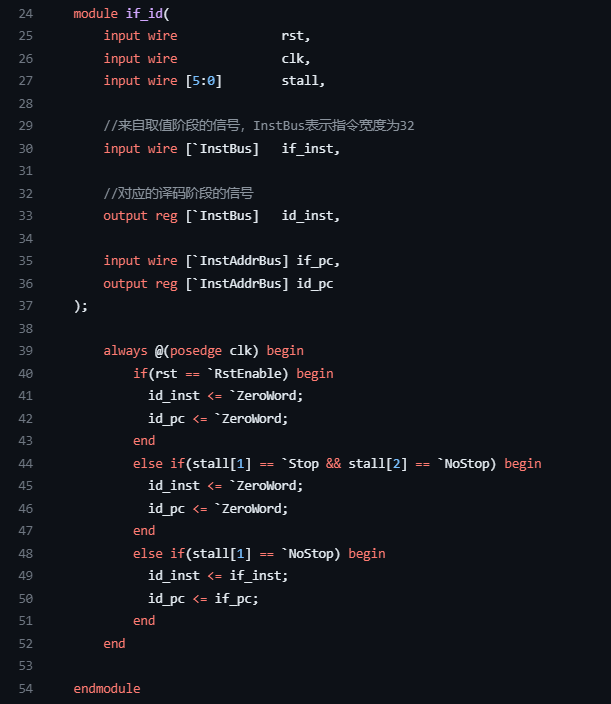 24 module if_id(
25 input wire rst,
26 input wire clk,
27 input wire [5:0] stall,
28
29 //来自取值阶段的信号，InstBus表示指令宽度为32
30 input wire [`InstBus] if_inst,
31
32 //对应的译码阶段的信号
33 output reg [`InstBus] id_inst,
34
35 input wire [`InstAddrBus] if_pc,
36 output reg [`InstAddrBus] id_pc
37 );
38
39 always @(posedge clk) begin
40 if(rst == `RstEnable) begin
41 id_inst <= `ZeroWord;
42 id_pc <= `ZeroWord;
43 end
44 else if(stall[1] == `Stop && stall[2] == `NoStop) begin
45 id_inst <= `ZeroWord;
46 id_pc <= `ZeroWord;
47 end
48 else if(stall[1] == `NoStop) begin
49 id_inst <= if_inst;
50 id_pc <= if_pc;
51 end
52 end
53
54 endmodule